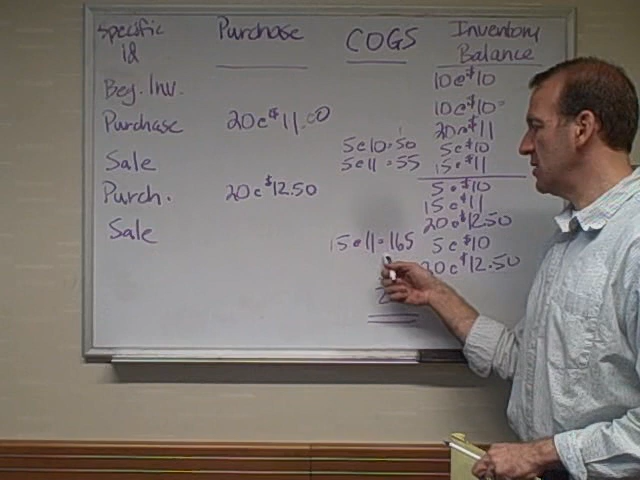 Specific Id Purchase COGS Inventory Balance
Beg. Inv. 10 @ $10
Purchase 20 @ $11.00 10 @ $10
20 @ $11
Sale 5 @ 10 = 50 5 @ $10
5 @ 11 = 55 15 @ $11
Purch. 20 @ $12.50 5 @ $10
15 @ $11
20 @ $12.50
Sale 15 @ 11 = 165 5 @ $10
20 @ $12.50